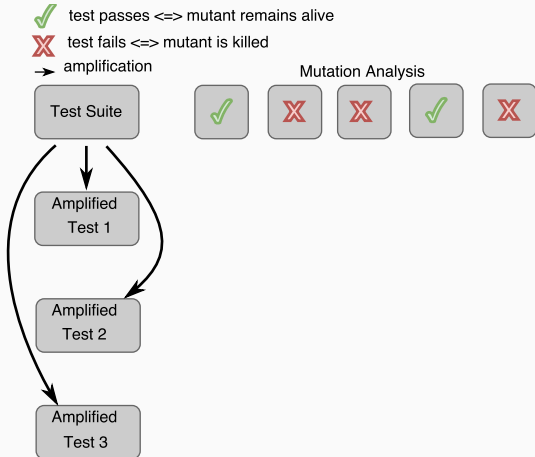 test passes <=> mutant remains alive
test fails <=> mutant is killed
amplification
Mutation Analysis
Test Suite
Amplified
Test 1
Amplified
Test 2
Amplified
Test 3